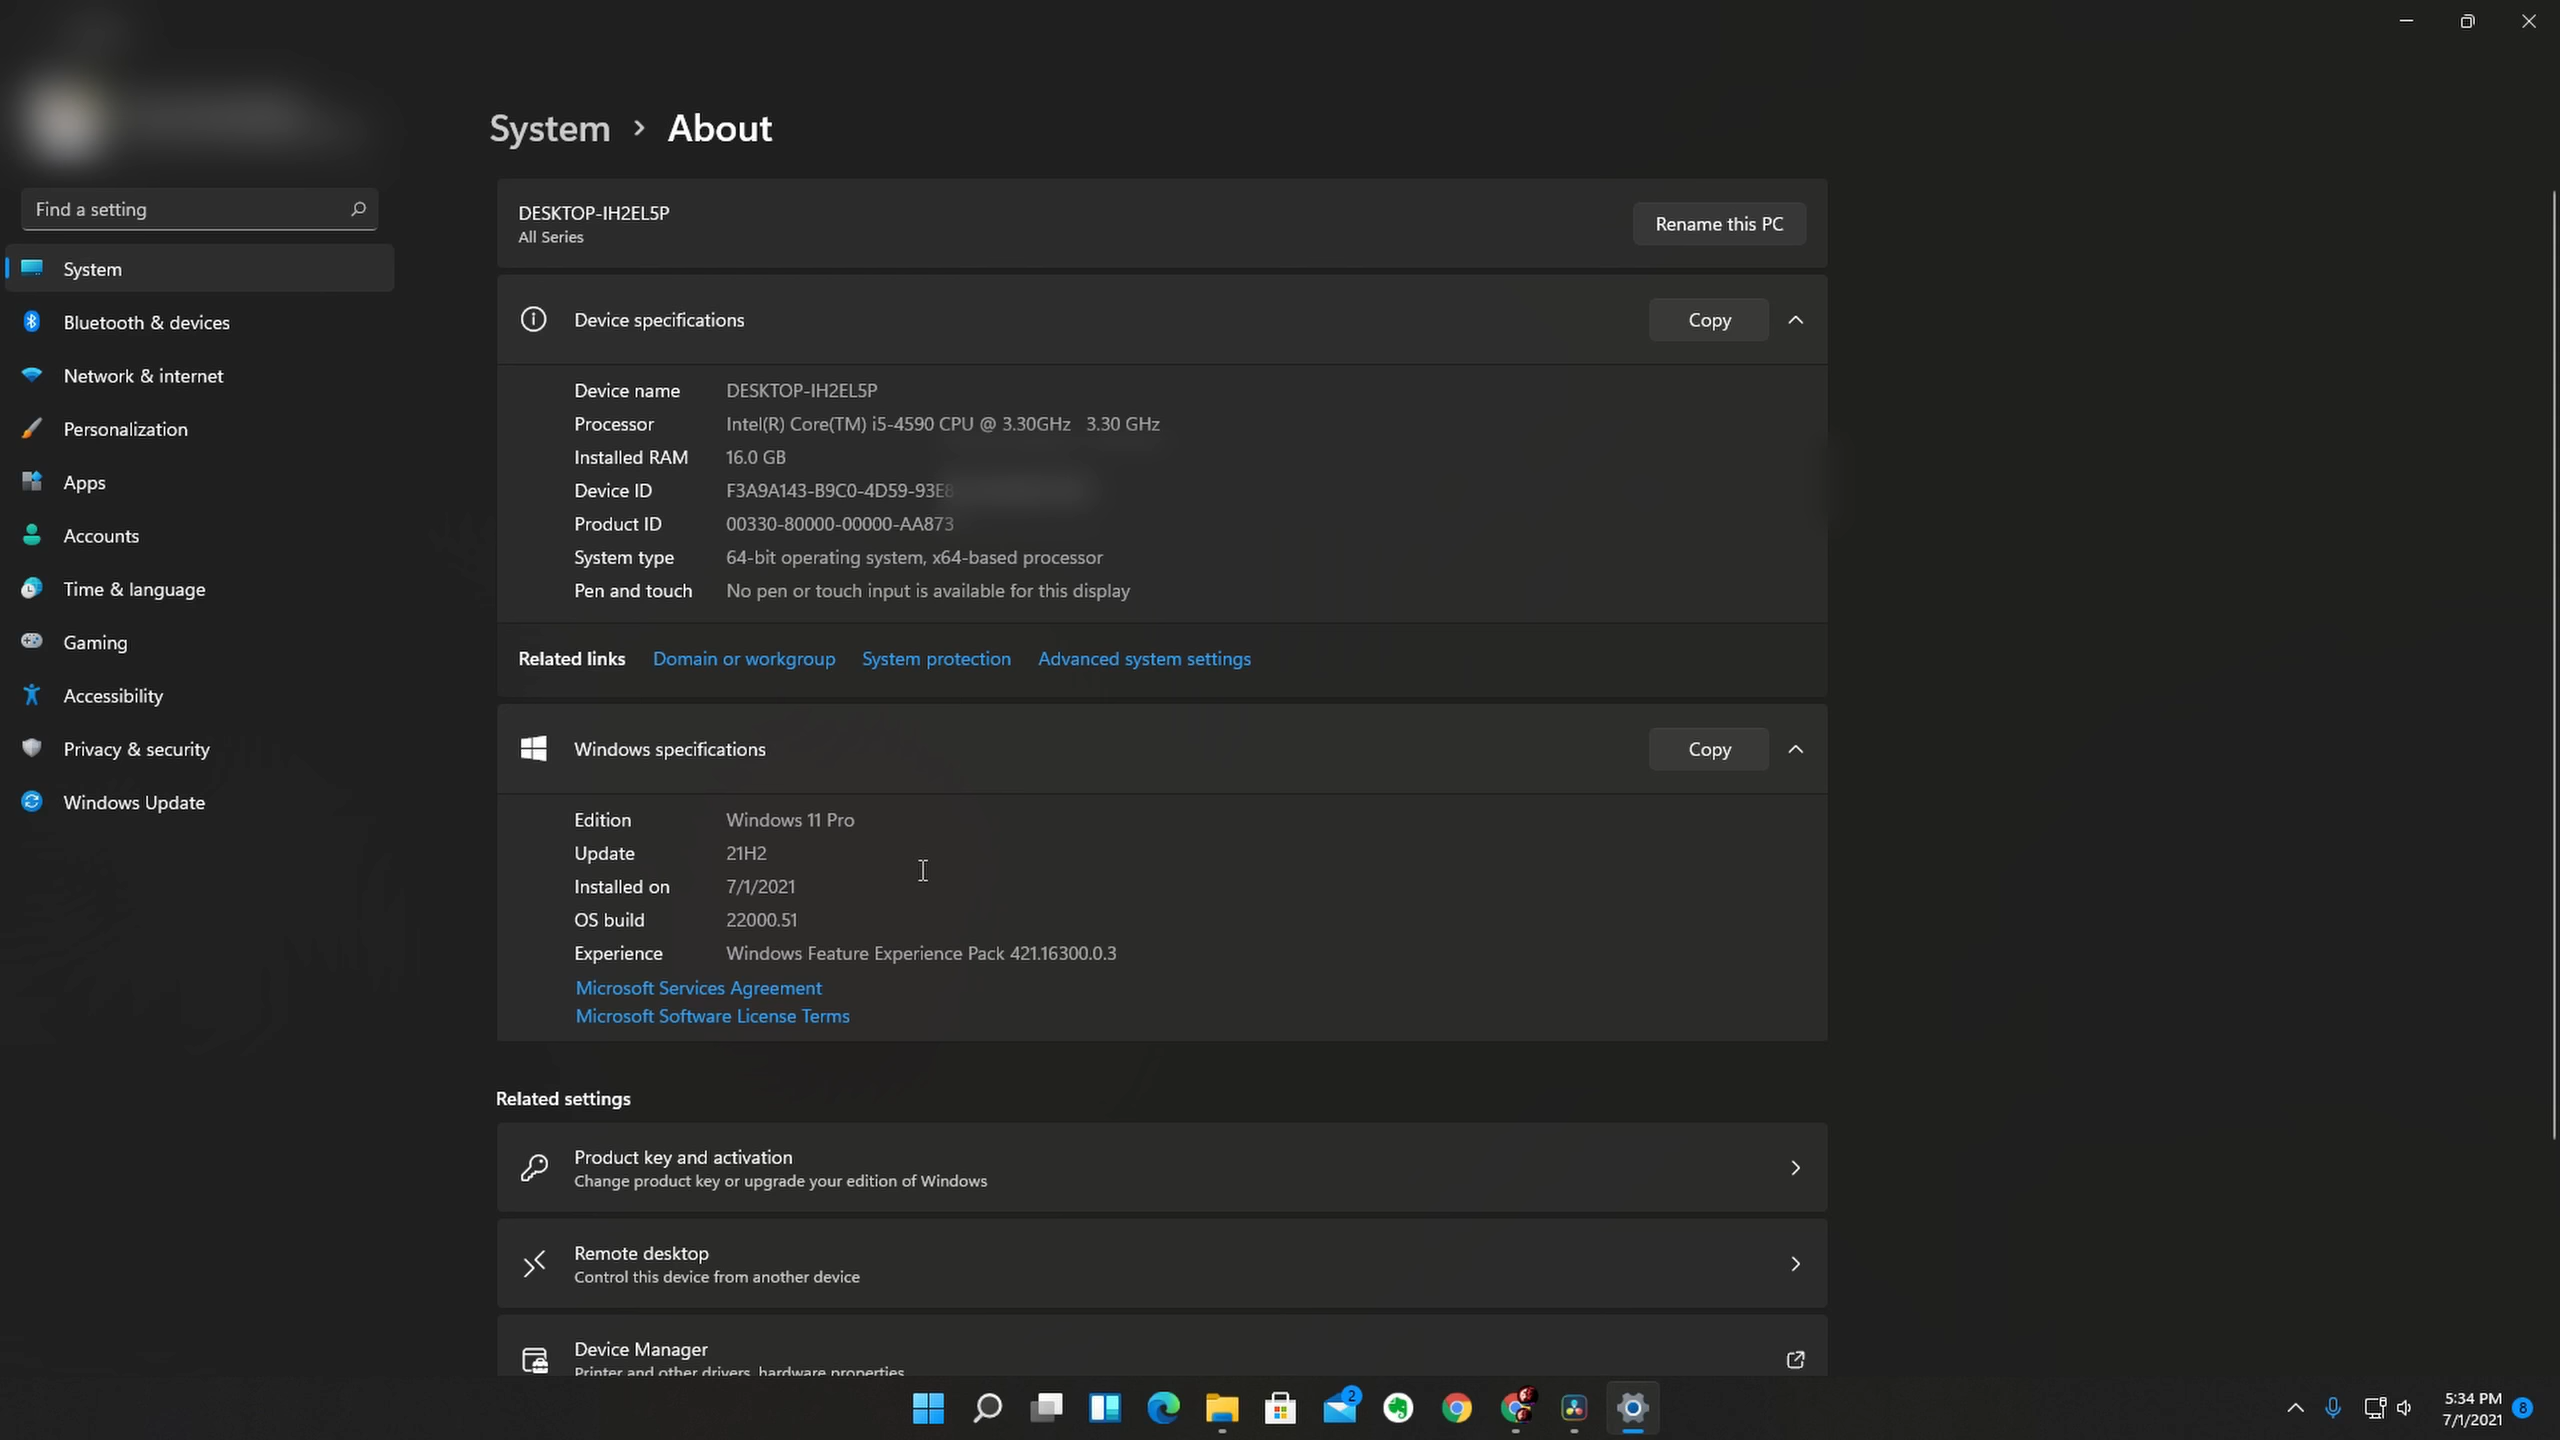 System > About
Find a setting
System
Bluetooth & devices
Network & internet
Personalization
Apps
Accounts
Time & language
Gaming
Accessibility
Privacy & security
Windows Update
DESKTOP-IH2EL5P
All Series
Rename this PC
Device specifications
Copy
Device name DESKTOP-IH2EL5P
Processor Intel(R) Core(TM) i5-4590 CPU @ 3.30GHz 3.30 GHz
Installed RAM 16.0 GB
Device ID F3A9A143-B9C0-4D59-93E8
Product ID 00330-80000-00000-AA873
System type 64-bit operating system, x64-based processor
Pen and touch No pen or touch input is available for this display
Related links Domain or workgroup System protection Advanced system settings
Windows specifications
Copy
Edition Windows 11 Pro
Update 21H2
Installed on 7/1/2021
OS build 22000.51
Experience Windows Feature Experience Pack 421.16300.0.3
Microsoft Services Agreement
Microsoft Software License Terms
Related settings
Product key and activation
Change product key or upgrade your edition of Windows
Remote desktop
Control this device from another device
Device Manager
Printer and other drivers, hardware properties
2
5:34 PM
7/1/2021
8